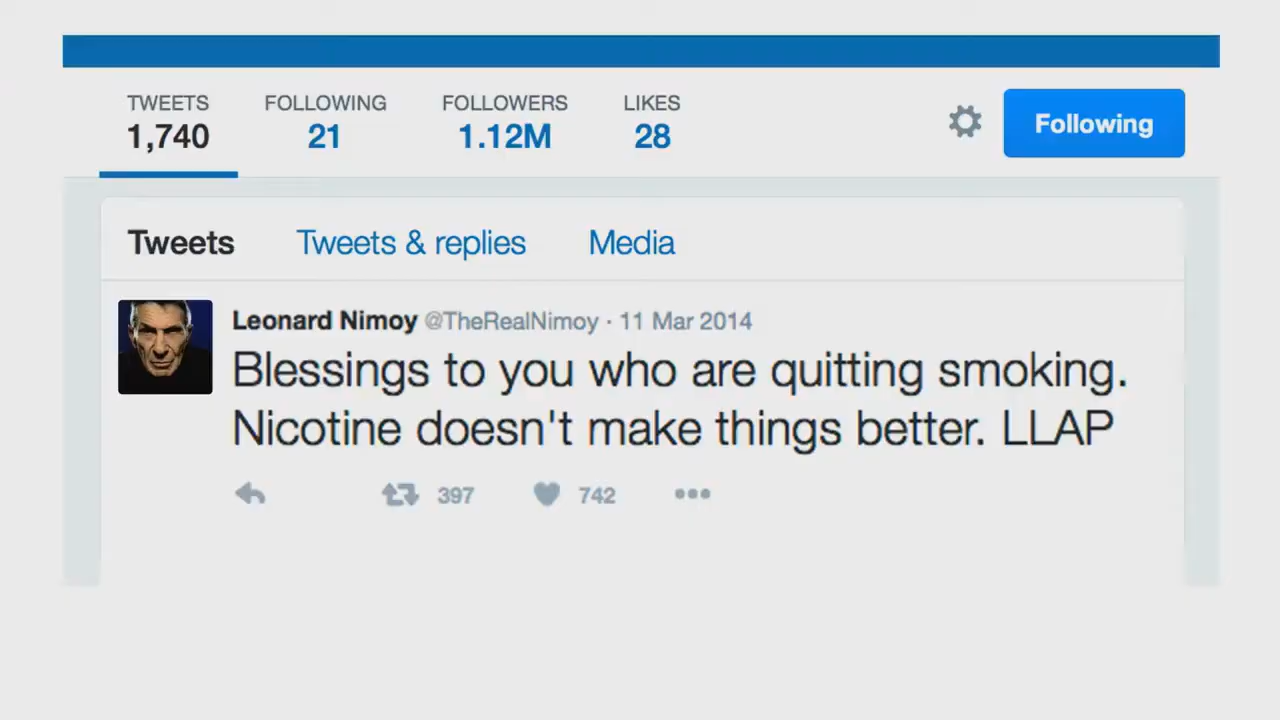 TWEETS FOLLOWING FOLLOWERS LIKES
1,740 21 1.12M 28 Following
Tweets Tweets & replies Media
Leonard Nimoy @TheRealNimoy · 11 Mar 2014
Blessings to you who are quitting smoking.
Nicotine doesn't make things better. LLAP
397 742